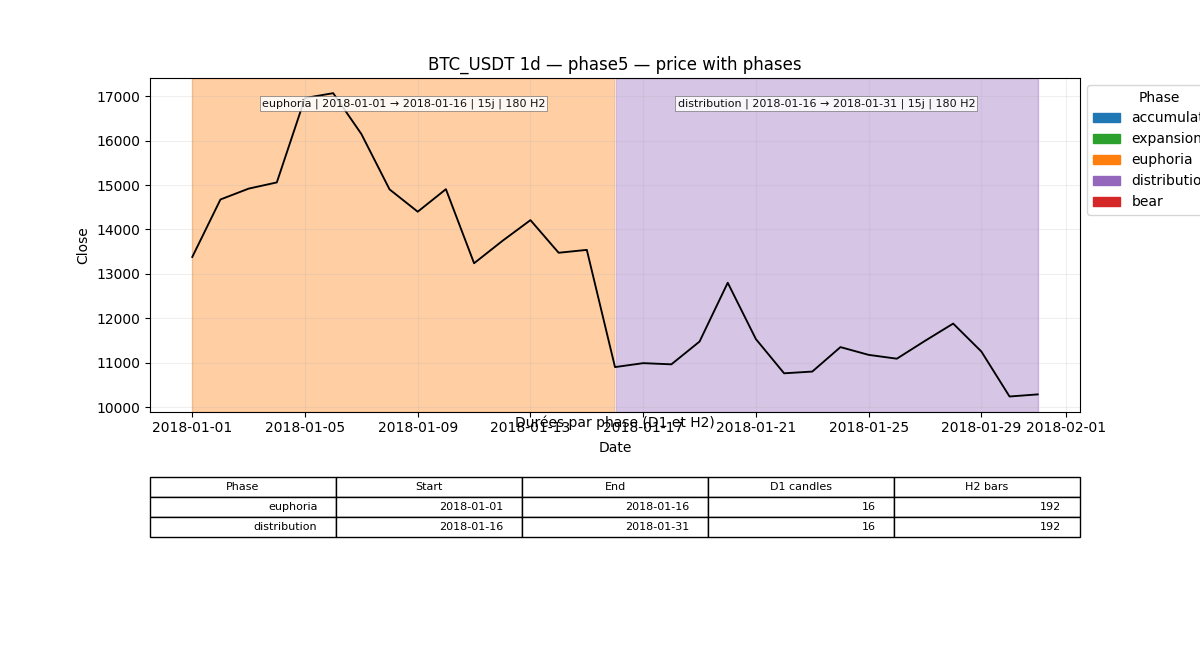 BTC_USDT 1d — phase5 — price with phases
euphoria | 2018-01-01 → 2018-01-16 | 15j | 180 H2
distribution | 2018-01-16 → 2018-01-31 | 15j | 180 H2
Phase
accumulat
expansion
euphoria
distributio
bear
Close
17000
16000
15000
14000
13000
12000
11000
10000
Durées par phase (D1 et H2)
2018-01-01 2018-01-05 2018-01-09 2018-01-13 2018-01-17 2018-01-21 2018-01-25 2018-01-29 2018-02-01
Date
Phase Start End D1 candles H2 bars
euphoria 2018-01-01 2018-01-16 16 192
distribution 2018-01-16 2018-01-31 16 192